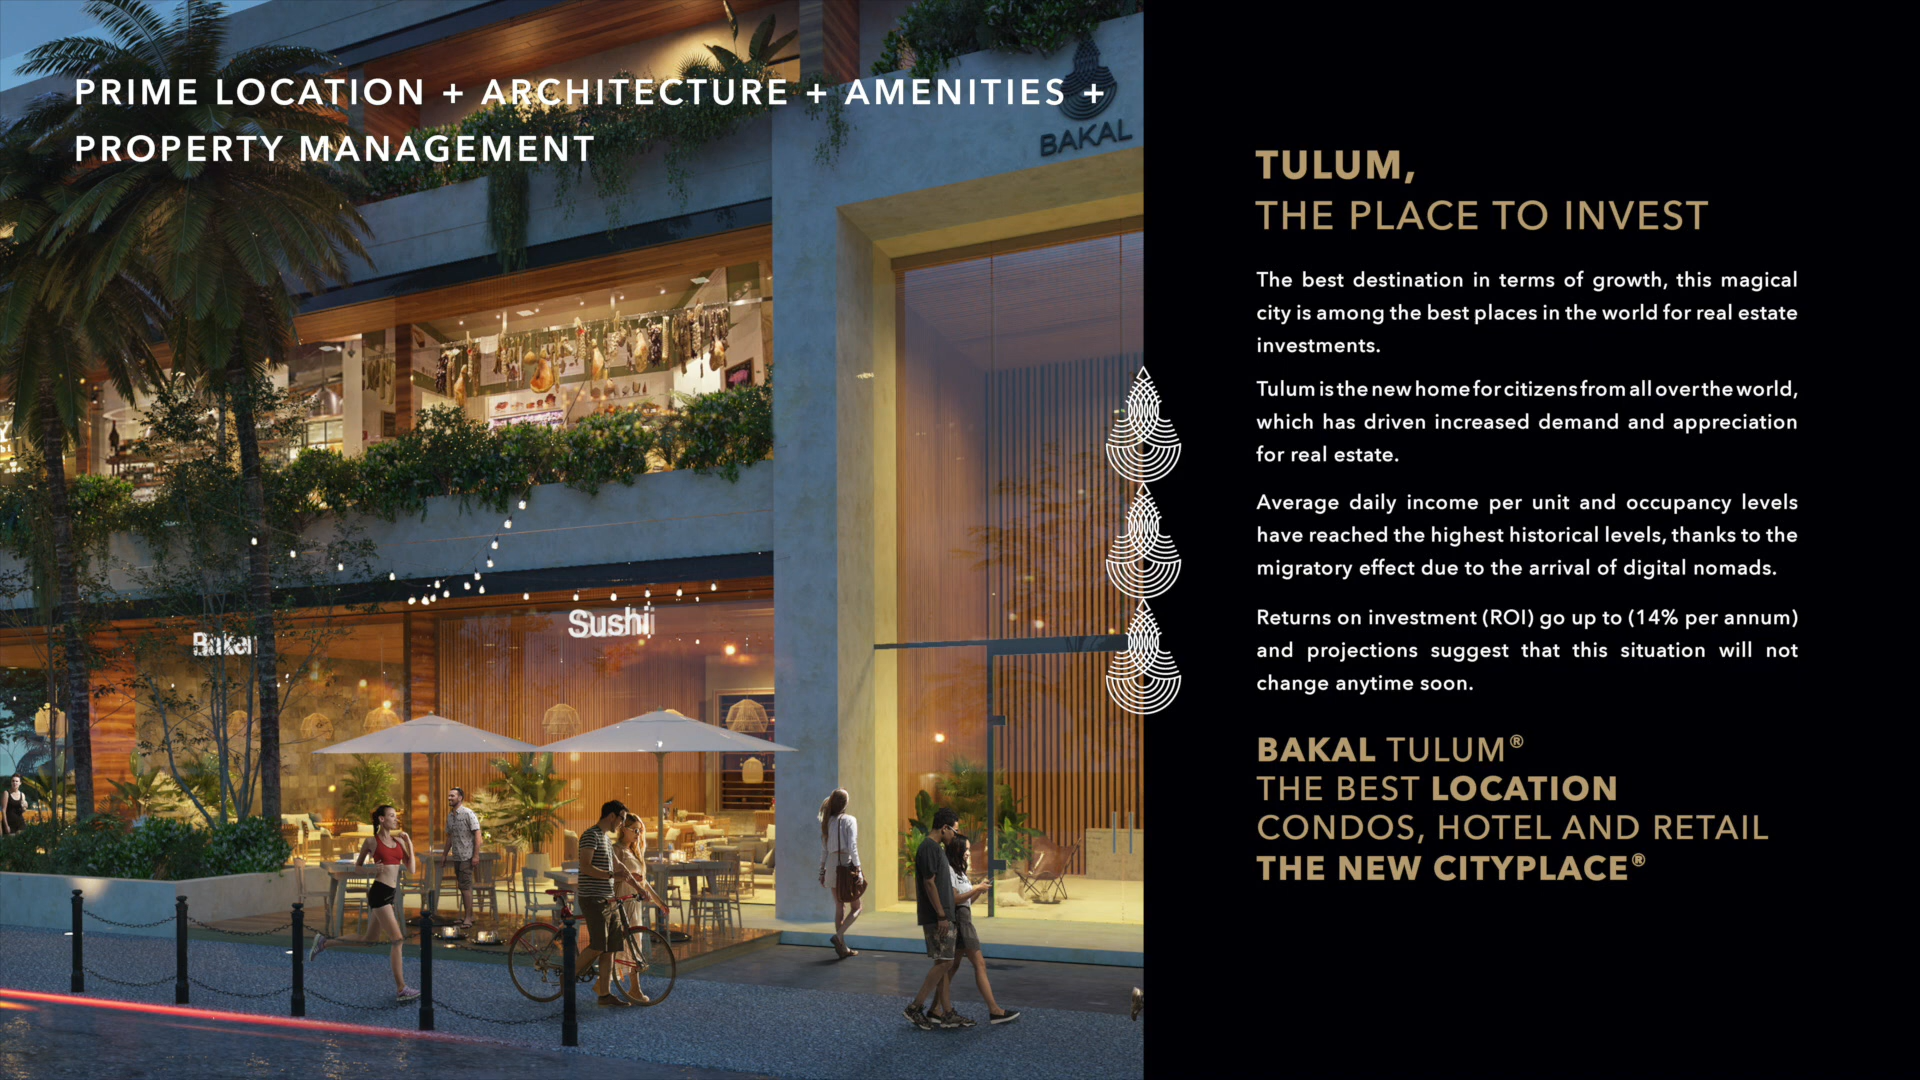 PRIME LOCATION + ARCHITECTURE + AMENITIES +
PROPERTY MANAGEMENT
BAKAL
Sushi
TULUM,
THE PLACE TO INVEST
The best destination in terms of growth, this magical
city is among the best places in the world for real estate
investments.
Tulum is the new home for citizens from all over the world,
which has driven increased demand and appreciation
for real estate.
Average daily income per unit and occupancy levels
have reached the highest historical levels, thanks to the
migratory effect due to the arrival of digital nomads.
Returns on investment (ROI) go up to (14% per annum)
and projections suggest that this situation will not
change anytime soon.
BAKAL TULUM®
THE BEST LOCATION
CONDOS, HOTEL AND RETAIL
THE NEW CITYPLACE®